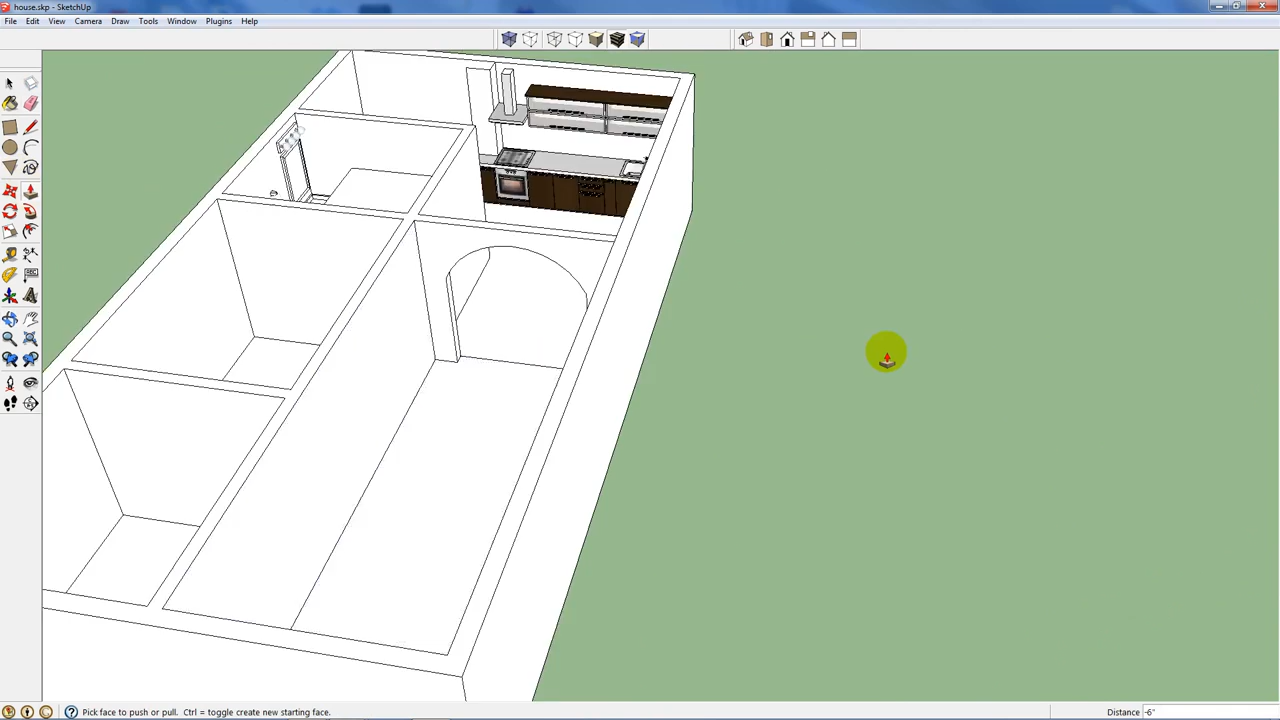 house.skp - SketchUp
File Edit View Camera Draw Tools Window Plugins Help
Pick face to push or pull. Ctrl = toggle create new starting face.
Distance -6"